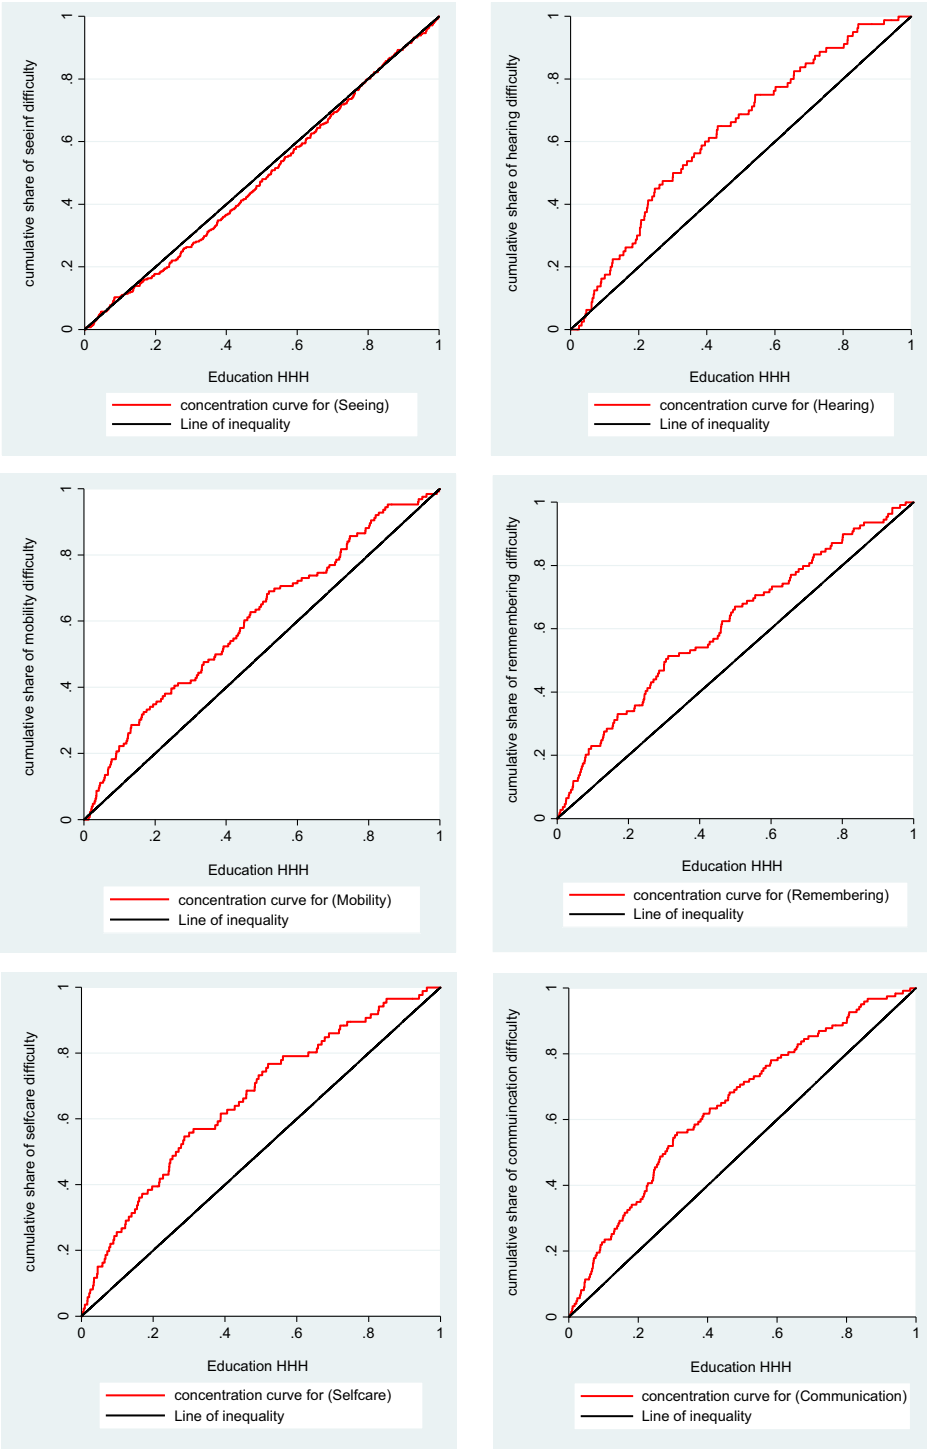 cumulative share of seeinf difficulty
1
.8
.6
.4
.2
0
0 .2 .4 .6 .8 1
Education HHH
concentration curve for (Seeing)
Line of inequality
cumulative share of hearing difficulty
1
.8
.6
.4
.2
0
0 .2 .4 .6 .8 1
Education HHH
concentration curve for (Hearing)
Line of inequality
cumulative share of mobility difficulty
1
.8
.6
.4
.2
0
0 .2 .4 .6 .8 1
Education HHH
concentration curve for (Mobility)
Line of inequality
cumulative share of remmembering difficulty
1
.8
.6
.4
.2
0
0 .2 .4 .6 .8 1
Education HHH
concentration curve for (Remembering)
Line of inequality
cumulative share of selfcare difficulty
1
.8
.6
.4
.2
0
0 .2 .4 .6 .8 1
Education HHH
concentration curve for (Selfcare)
Line of inequality
cumulative share of commuincation difficulty
1
.8
.6
.4
.2
0
0 .2 .4 .6 .8 1
Education HHH
concentration curve for (Communication)
Line of inequality